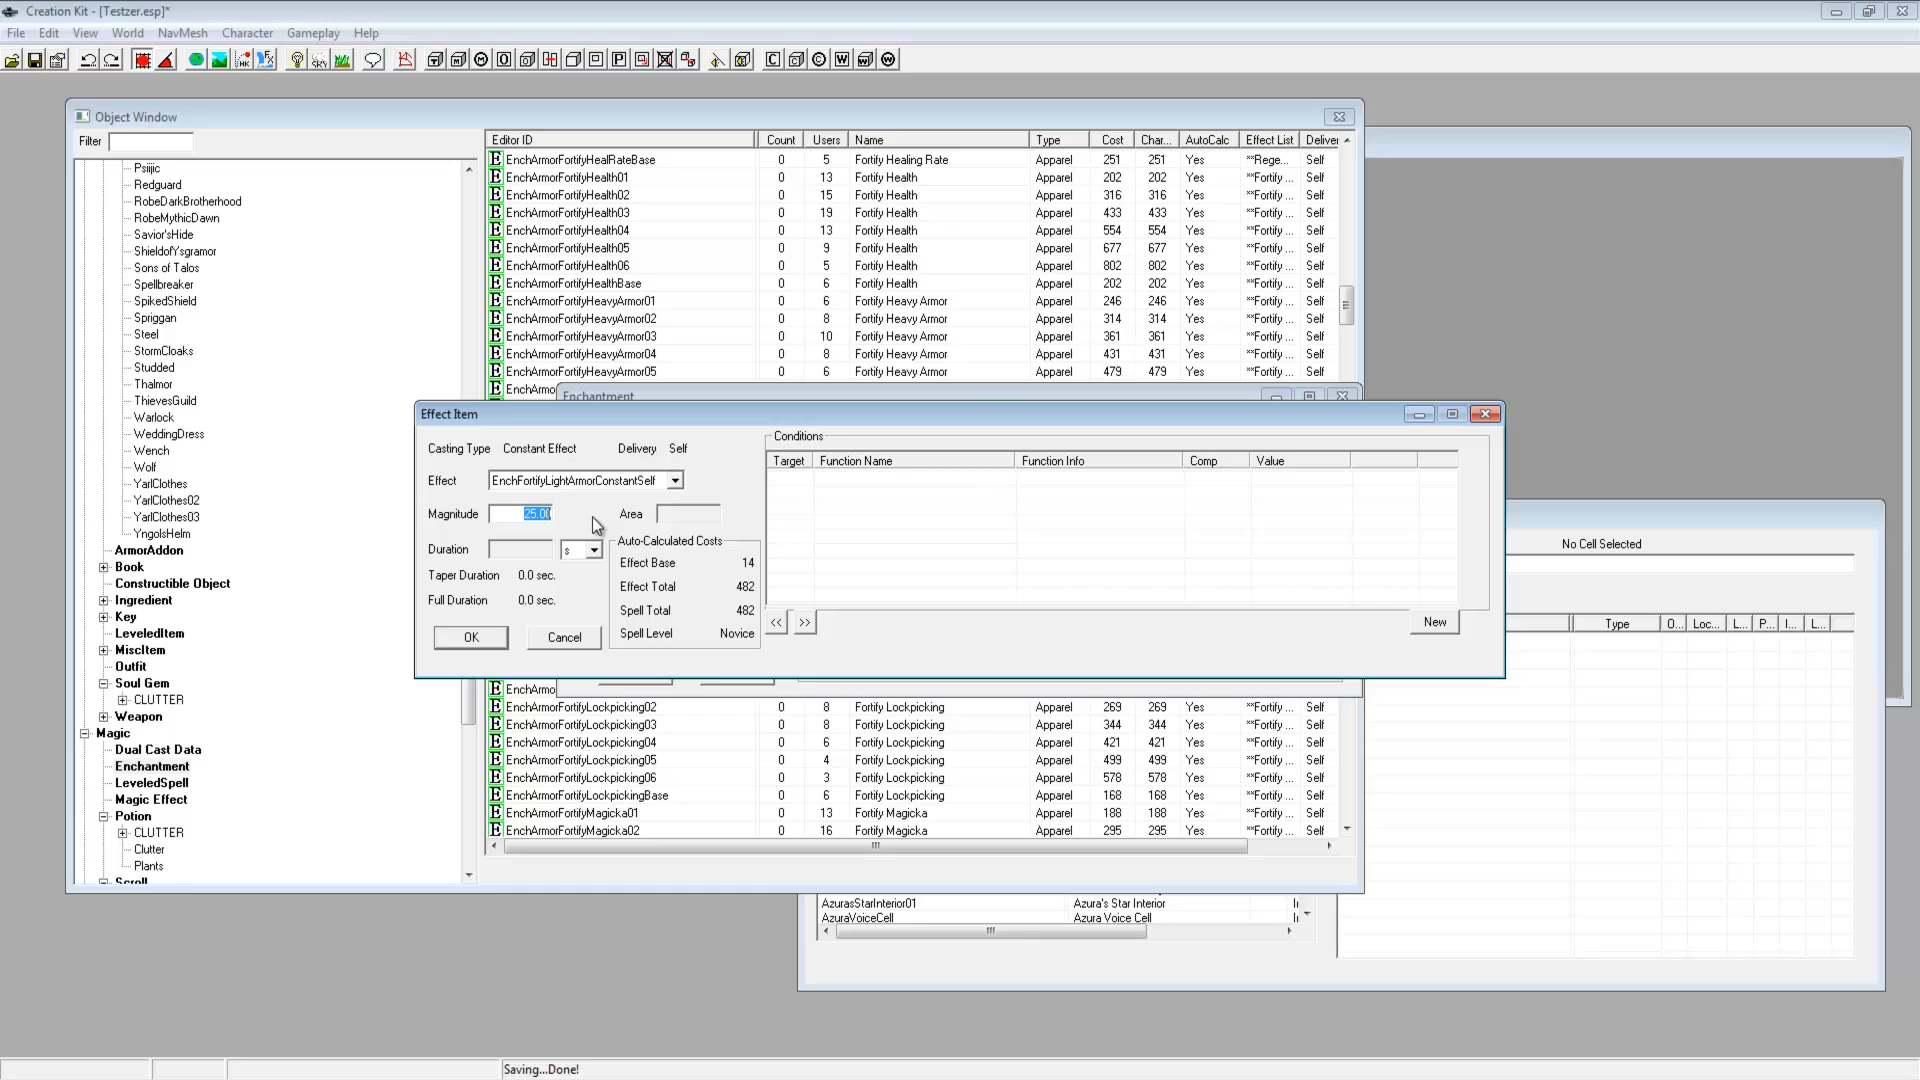 Creation Kit - [Testzer.esp]*
File Edit View World NavMesh Character Gameplay Help
Object Window
Filter
Psiijic
Redguard
RobeDarkBrotherhood
RobeMythicDawn
Savior'sHide
ShieldofYsgramor
Sons of Talos
Spellbreaker
SpikedShield
Spriggan
Steel
StormCloaks
Studded
Thalmor
ThievesGuild
Warlock
WeddingDress
Wench
Wolf
YarlClothes
YarlClothes02
YarlClothes03
YngolsHelm
ArmorAddon
Book
Constructible Object
Ingredient
Key
LeveledItem
MiscItem
Outfit
Soul Gem
CLUTTER
Weapon
Magic
Dual Cast Data
Enchantment
LeveledSpell
Magic Effect
Potion
CLUTTER
Clutter
Plants
Scroll
Editor ID Count Users Name Type Cost Char... AutoCalc Effect List Deliver
EnchArmorFortifyHealRateBase 0 5 Fortify Healing Rate Apparel 251 251 Yes **Rege... Self
EnchArmorFortifyHealth01 0 13 Fortify Health Apparel 202 202 Yes **Fortify ... Self
EnchArmorFortifyHealth02 0 15 Fortify Health Apparel 316 316 Yes **Fortify ... Self
EnchArmorFortifyHealth03 0 19 Fortify Health Apparel 433 433 Yes **Fortify ... Self
EnchArmorFortifyHealth04 0 13 Fortify Health Apparel 554 554 Yes **Fortify ... Self
EnchArmorFortifyHealth05 0 9 Fortify Health Apparel 677 677 Yes **Fortify ... Self
EnchArmorFortifyHealth06 0 5 Fortify Health Apparel 802 802 Yes **Fortify ... Self
EnchArmorFortifyHealthBase 0 6 Fortify Health Apparel 202 202 Yes **Fortify ... Self
EnchArmorFortifyHeavyArmor01 0 6 Fortify Heavy Armor Apparel 246 246 Yes **Fortify ... Self
EnchArmorFortifyHeavyArmor02 0 8 Fortify Heavy Armor Apparel 314 314 Yes **Fortify ... Self
EnchArmorFortifyHeavyArmor03 0 10 Fortify Heavy Armor Apparel 361 361 Yes **Fortify ... Self
EnchArmorFortifyHeavyArmor04 0 8 Fortify Heavy Armor Apparel 431 431 Yes **Fortify ... Self
EnchArmorFortifyHeavyArmor05 0 6 Fortify Heavy Armor Apparel 479 479 Yes **Fortify ... Self
EnchArmo
Enchantment
Effect Item
Casting Type Constant Effect Delivery Self
Effect EnchFortifyLightArmorConstantSelf
Magnitude 25.00 Area
Duration s
Taper Duration 0.0 sec.
Full Duration 0.0 sec.
OK Cancel
Auto-Calculated Costs
Effect Base 14
Effect Total 482
Spell Total 482
Spell Level Novice
Conditions
Target Function Name Function Info Comp Value
<< >> New
EnchArmo
EnchArmorFortifyLockpicking02 0 8 Fortify Lockpicking Apparel 269 269 Yes **Fortify ... Self
EnchArmorFortifyLockpicking03 0 8 Fortify Lockpicking Apparel 344 344 Yes **Fortify ... Self
EnchArmorFortifyLockpicking04 0 6 Fortify Lockpicking Apparel 421 421 Yes **Fortify ... Self
EnchArmorFortifyLockpicking05 0 4 Fortify Lockpicking Apparel 499 499 Yes **Fortify ... Self
EnchArmorFortifyLockpicking06 0 3 Fortify Lockpicking Apparel 578 578 Yes **Fortify ... Self
EnchArmorFortifyLockpickingBase 0 6 Fortify Lockpicking Apparel 168 168 Yes **Fortify ... Self
EnchArmorFortifyMagicka01 0 13 Fortify Magicka Apparel 188 188 Yes **Fortify ... Self
EnchArmorFortifyMagicka02 0 16 Fortify Magicka Apparel 295 295 Yes **Fortify ... Self
No Cell Selected
Type O... Loc... L... P... I... L...
AzurasStarInterior01 Azura's Star Interior
AzuraVoiceCell Azura Voice Cell
Saving...Done!